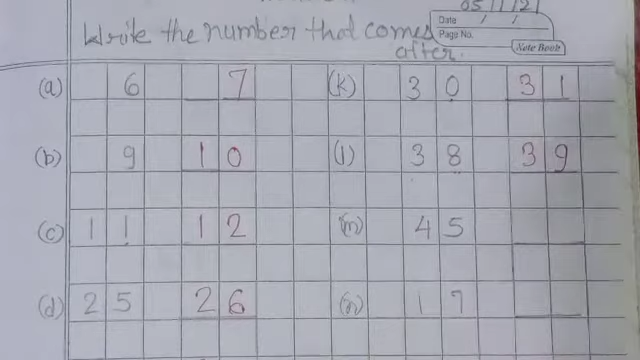 05/11/21
Date / /
Page No.
Note Book
Write the number that comes
after.
(a) 6 7 (k) 30 31
(b) 9 10 (l) 38 39
(c) 11 12 (m) 45
(d) 25 26 (n) 17